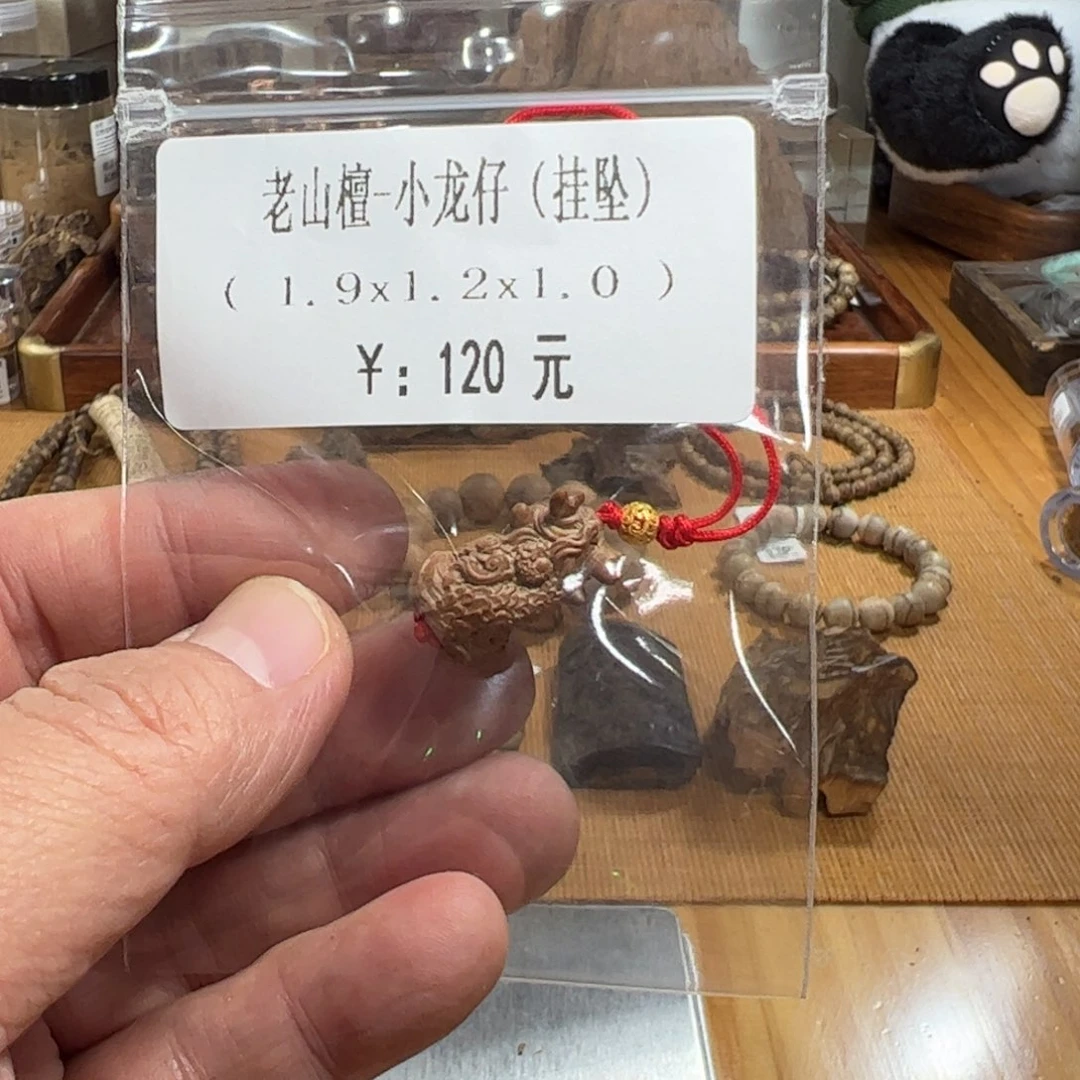 老山檀-小龙仔（挂坠）
（ 1.9x1.2x1.0 ）
¥：120 元